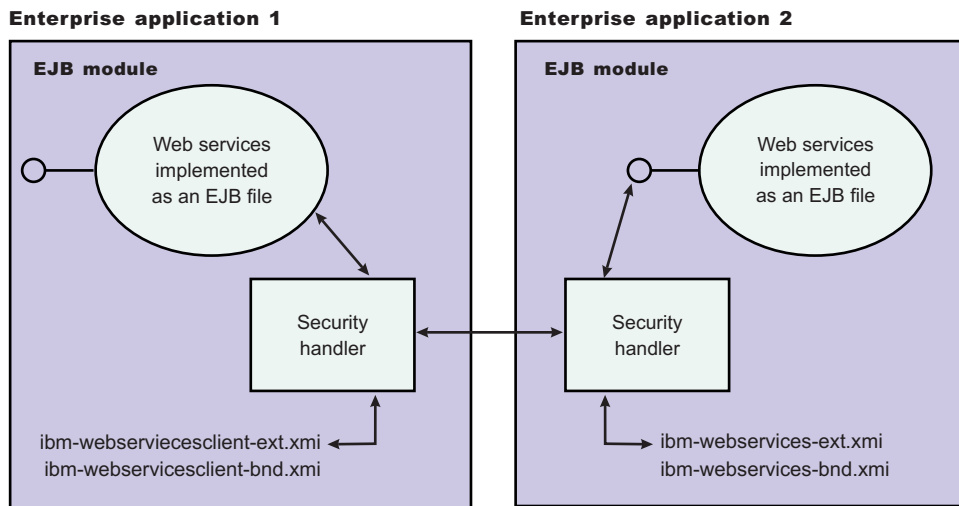 Enterprise application 1
EJB module
Web services
implemented
as an EJB file
Security
handler
ibm-webserviecesclient-ext.xmi
ibm-webservicesclient-bnd.xmi
Enterprise application 2
EJB module
Web services
implemented
as an EJB file
Security
handler
ibm-webservices-ext.xmi
ibm-webservices-bnd.xmi